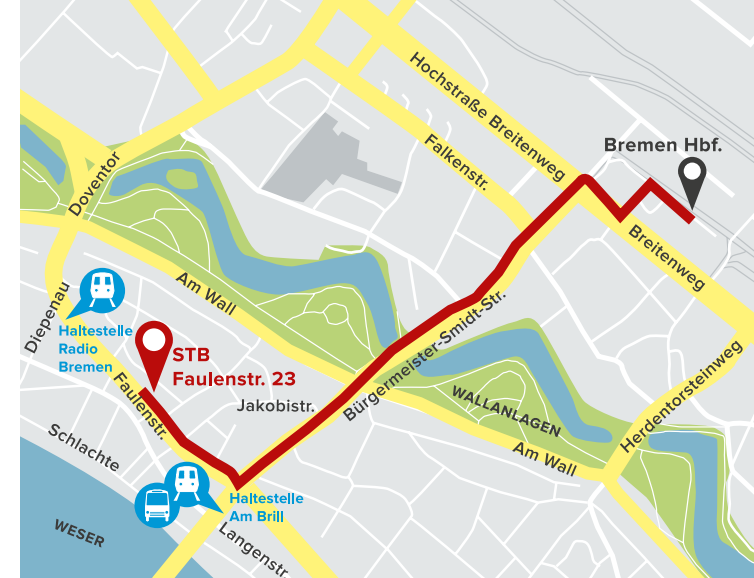 Hochstraße Breitenweg
Bremen Hbf.
Falkenstr.
Doventor
Breitenweg
Am Wall
Diepenau
Haltestelle
Radio
Bremen
STB
Faulenstr. 23
Bürgermeister-Smidt-Str.
Herdentorsteinweg
Faulenstr.
Jakobistr.
WALLANLAGEN
Schlachte
Am Wall
Haltestelle
Am Brill
WESER
Langenstr.